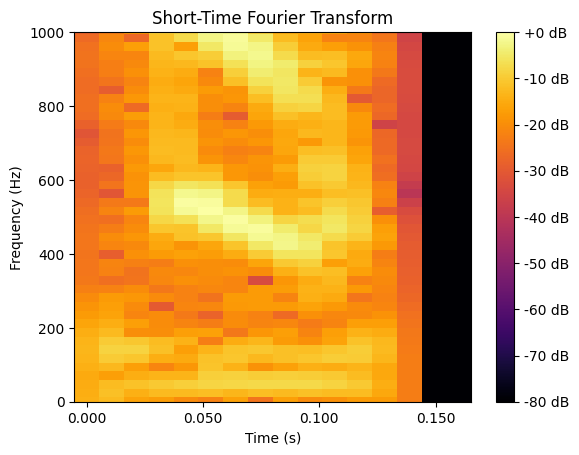 Short-Time Fourier Transform
1000
800
600
400
200
0
Frequency (Hz)
0.000
0.050
0.100
0.150
Time (s)
+0 dB
-10 dB
-20 dB
-30 dB
-40 dB
-50 dB
-60 dB
-70 dB
-80 dB